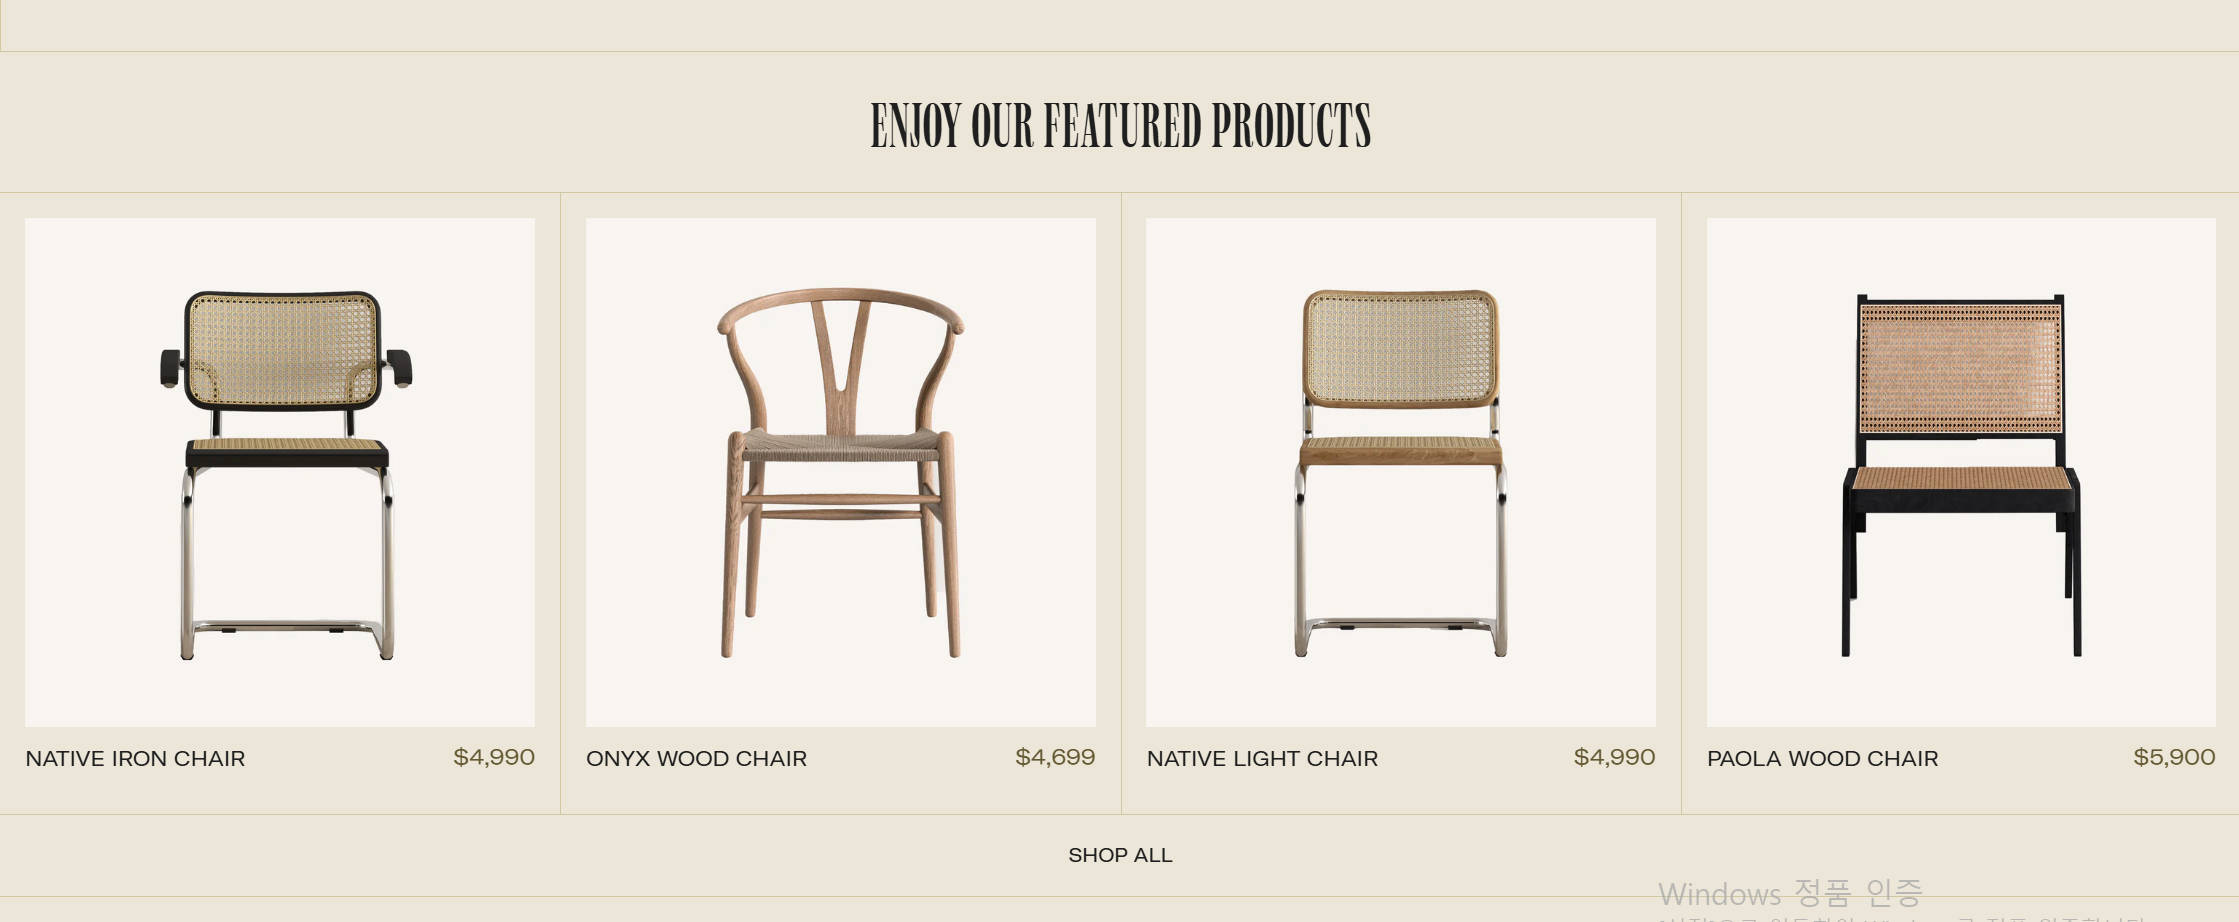 ENJOY OUR FEATURED PRODUCTS
NATIVE IRON CHAIR $4,990
ONYX WOOD CHAIR $4,699
NATIVE LIGHT CHAIR $4,990
PAOLA WOOD CHAIR $5,900
SHOP ALL
Windows 정품 인증